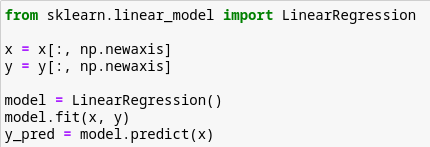 from sklearn.linear_model import LinearRegression
x = x[:, np.newaxis]
y = y[:, np.newaxis]
model = LinearRegression()
model.fit(x, y)
y_pred = model.predict(x)